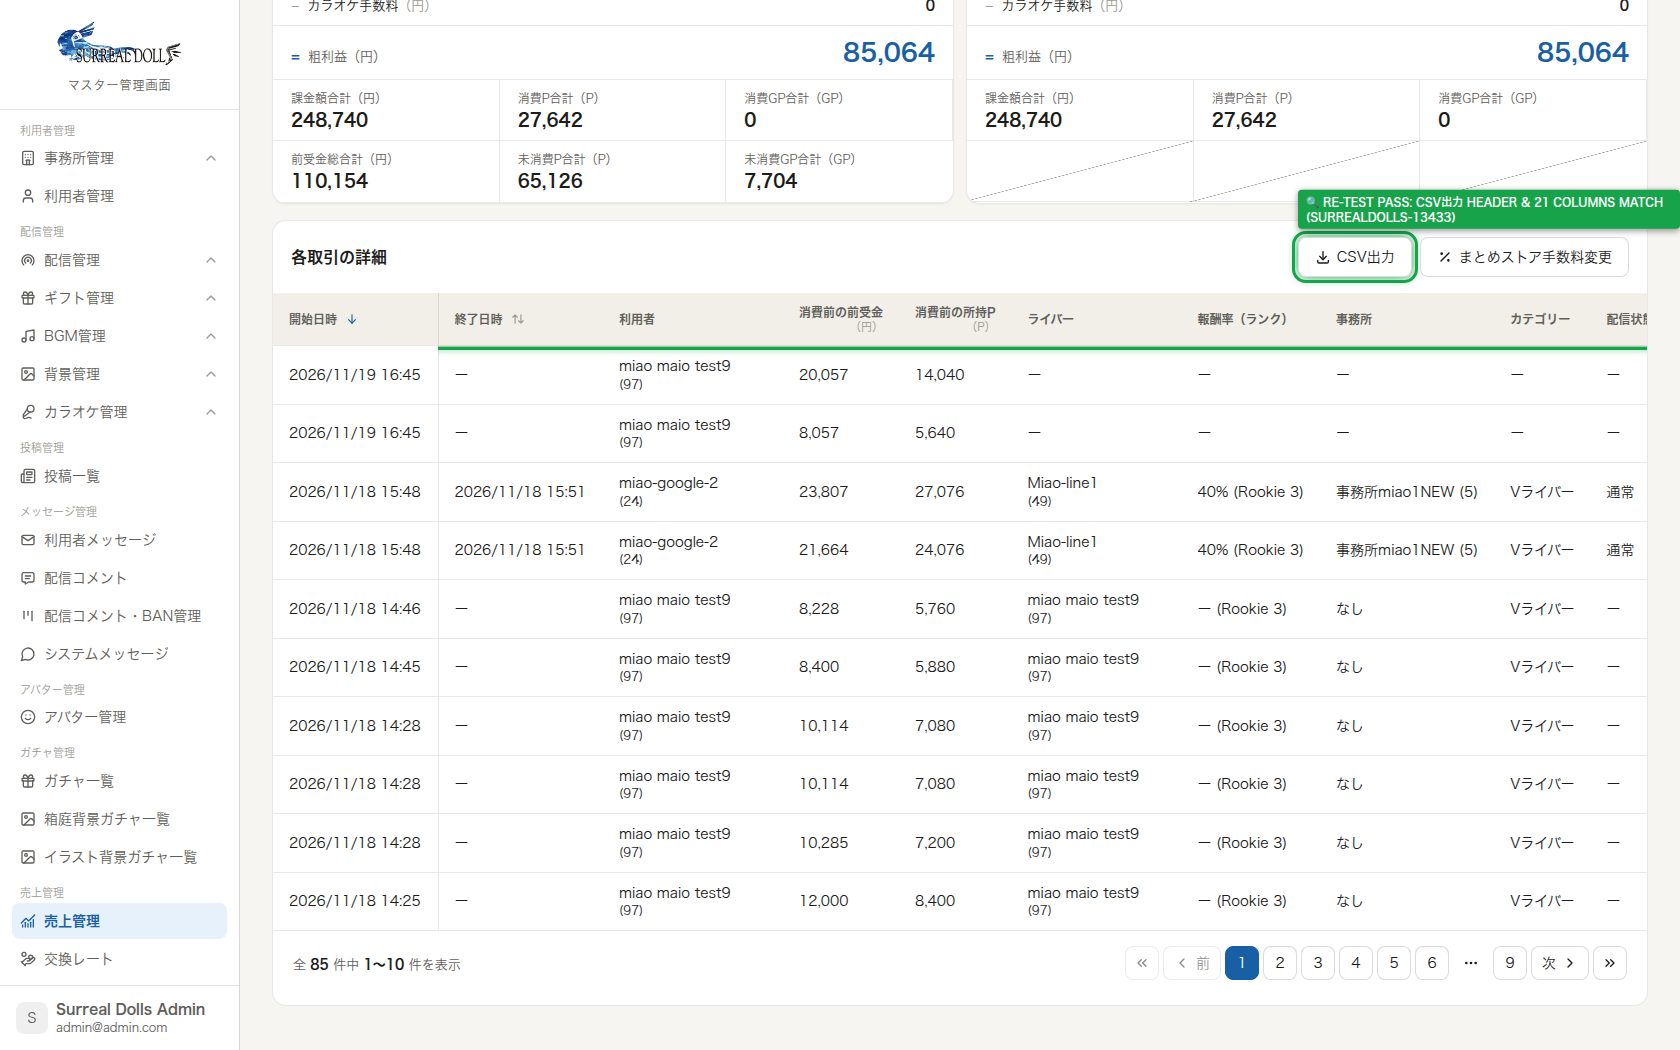 SURREAL DOLLS
マスター管理画面
利用者管理
事務所管理
利用者管理
配信管理
配信管理
ギフト管理
BGM管理
背景管理
カラオケ管理
投稿管理
投稿一覧
メッセージ管理
利用者メッセージ
配信コメント
配信コメント・BAN管理
システムメッセージ
アバター管理
アバター管理
ガチャ管理
ガチャ一覧
箱庭背景ガチャ一覧
イラスト背景ガチャ一覧
売上管理
売上管理
交換レート
S
Surreal Dolls Admin
admin@admin.com
− カラオケ手数料（円） 0
= 粗利益（円） 85,064
課金額合計（円） 消費P合計（P） 消費GP合計（GP）
248,740 27,642 0
前受金総合計（円） 未消費P合計（P） 未消費GP合計（GP）
110,154 65,126 7,704
− カラオケ手数料（円） 0
= 粗利益（円） 85,064
課金額合計（円） 消費P合計（P） 消費GP合計（GP）
248,740 27,642 0
🔍 RE-TEST PASS: CSV出力 HEADER & 21 COLUMNS MATCH
(SURREALDOLLS-13433)
各取引の詳細 CSV出力 まとめストア手数料変更
開始日時 ↓ 終了日時 ↑↓ 利用者 消費前の前受金（円） 消費前の所持P（P） ライバー 報酬率（ランク） 事務所 カテゴリー 配信状
2026/11/19 16:45 — miao maio test9 (97) 20,057 14,040 — — — — —
2026/11/19 16:45 — miao maio test9 (97) 8,057 5,640 — — — — —
2026/11/18 15:48 2026/11/18 15:51 miao-google-2 (24) 23,807 27,076 Miao-line1 (49) 40% (Rookie 3) 事務所miao1NEW (5) Vライバー 通常
2026/11/18 15:48 2026/11/18 15:51 miao-google-2 (24) 21,664 24,076 Miao-line1 (49) 40% (Rookie 3) 事務所miao1NEW (5) Vライバー 通常
2026/11/18 14:46 — miao maio test9 (97) 8,228 5,760 miao maio test9 (97) — (Rookie 3) なし Vライバー —
2026/11/18 14:45 — miao maio test9 (97) 8,400 5,880 miao maio test9 (97) — (Rookie 3) なし Vライバー —
2026/11/18 14:28 — miao maio test9 (97) 10,114 7,080 miao maio test9 (97) — (Rookie 3) なし Vライバー —
2026/11/18 14:28 — miao maio test9 (97) 10,114 7,080 miao maio test9 (97) — (Rookie 3) なし Vライバー —
2026/11/18 14:28 — miao maio test9 (97) 10,285 7,200 miao maio test9 (97) — (Rookie 3) なし Vライバー —
2026/11/18 14:25 — miao maio test9 (97) 12,000 8,400 miao maio test9 (97) — (Rookie 3) なし Vライバー —
全 85 件中 1〜10 件を表示 « ‹ 前 1 2 3 4 5 6 … 9 次 › »